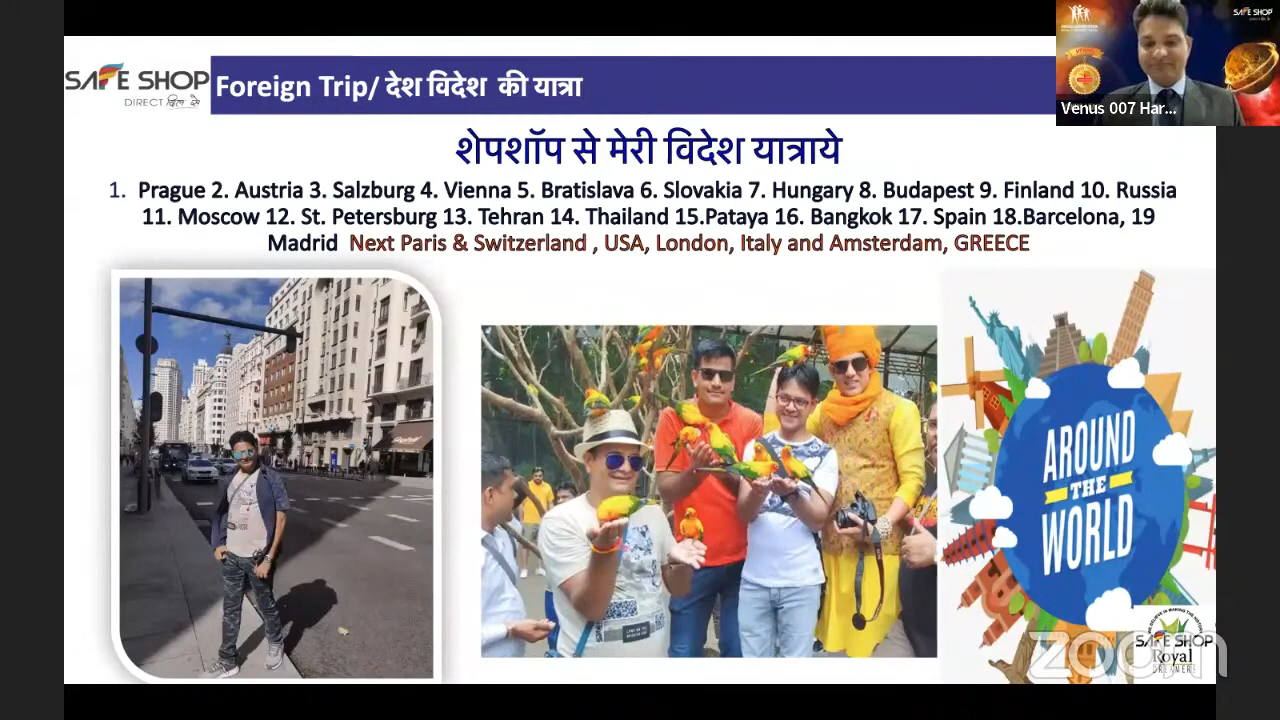 SAFE SHOP
DIRECT दिल से
Foreign Trip/ देश विदेश की यात्रा
SAFE SHOP
Venus 007 Har...
शेपशॉप से मेरी विदेश यात्राये
1. Prague 2. Austria 3. Salzburg 4. Vienna 5. Bratislava 6. Slovakia 7. Hungary 8. Budapest 9. Finland 10. Russia
11. Moscow 12. St. Petersburg 13. Tehran 14. Thailand 15.Pataya 16. Bangkok 17. Spain 18.Barcelona, 19
Madrid Next Paris & Switzerland , USA, London, Italy and Amsterdam, GREECE
AROUND
THE
WORLD
SAFE SHOP
Royal
DREAMERS
zoom